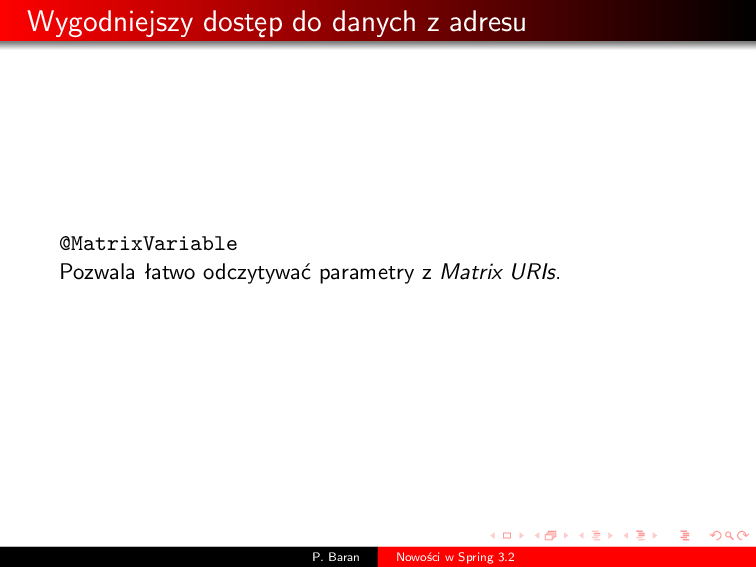 Wygodniejszy dostęp do danych z adresu
@MatrixVariable
Pozwala łatwo odczytywać parametry z Matrix URIs.
P. Baran
Nowości w Spring 3.2